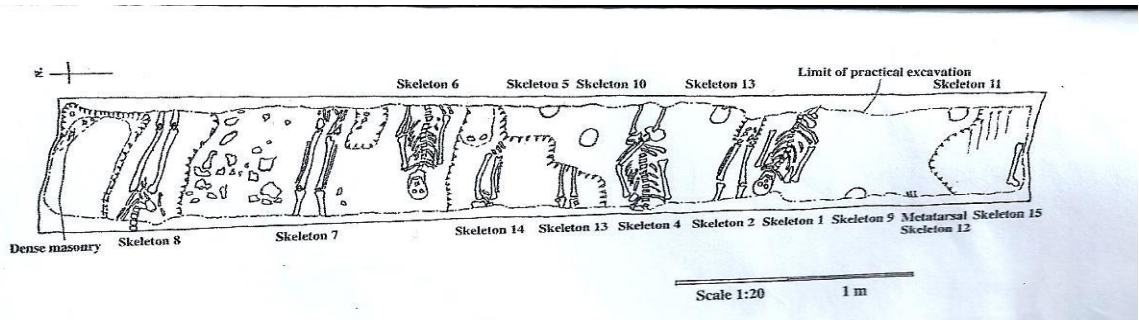 N.
Skeleton 6
Skeleton 5 Skeleton 10
Skeleton 13
Limit of practical excavation
Skeleton 11
Dense masonry
Skeleton 8
Skeleton 7
Skeleton 14
Skeleton 13
Skeleton 4
Skeleton 2
Skeleton 1
Skeleton 9
Metatarsal
Skeleton 12
Skeleton 15
Scale 1:20
1 m